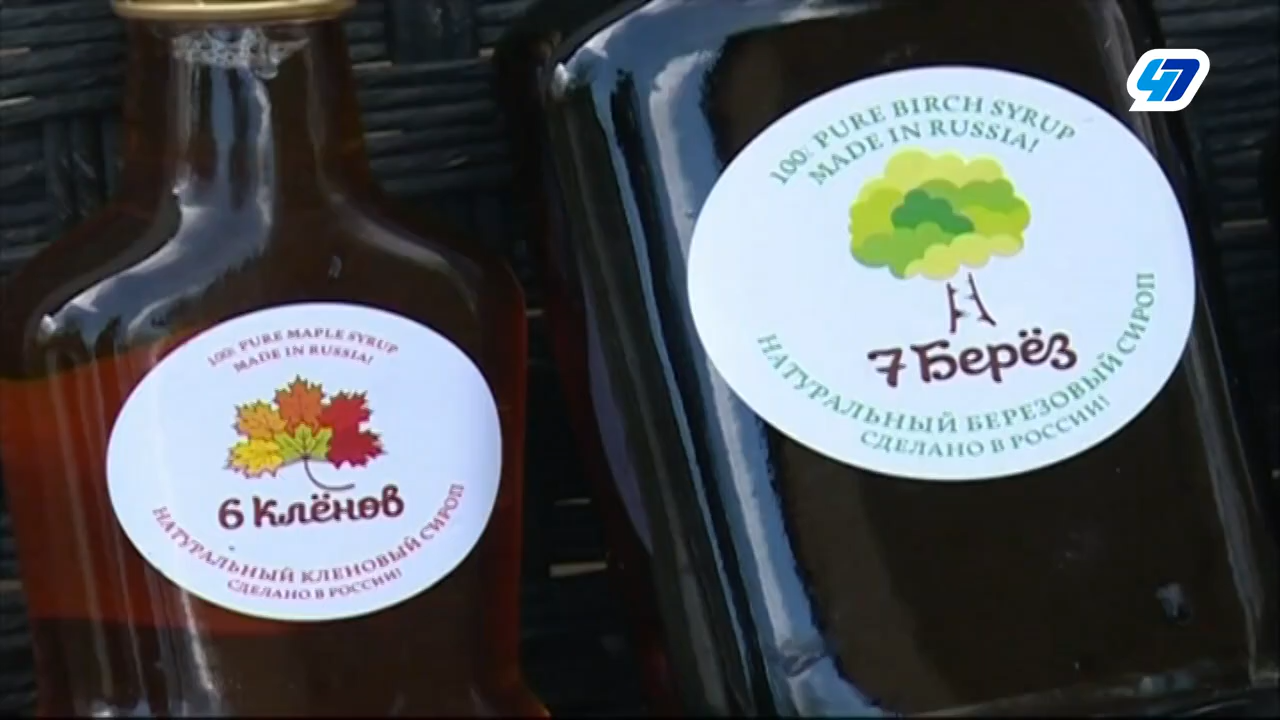 100% PURE MAPLE SYRUP
MADE IN RUSSIA!
6 Клёнов
НАТУРАЛЬНЫЙ КЛЕНОВЫЙ СИРОП
СДЕЛАНО В РОССИИ!
100% PURE BIRCH SYRUP
MADE IN RUSSIA!
7 Берёз
НАТУРАЛЬНЫЙ БЕРЕЗОВЫЙ СИРОП
СДЕЛАНО В РОССИИ!
47